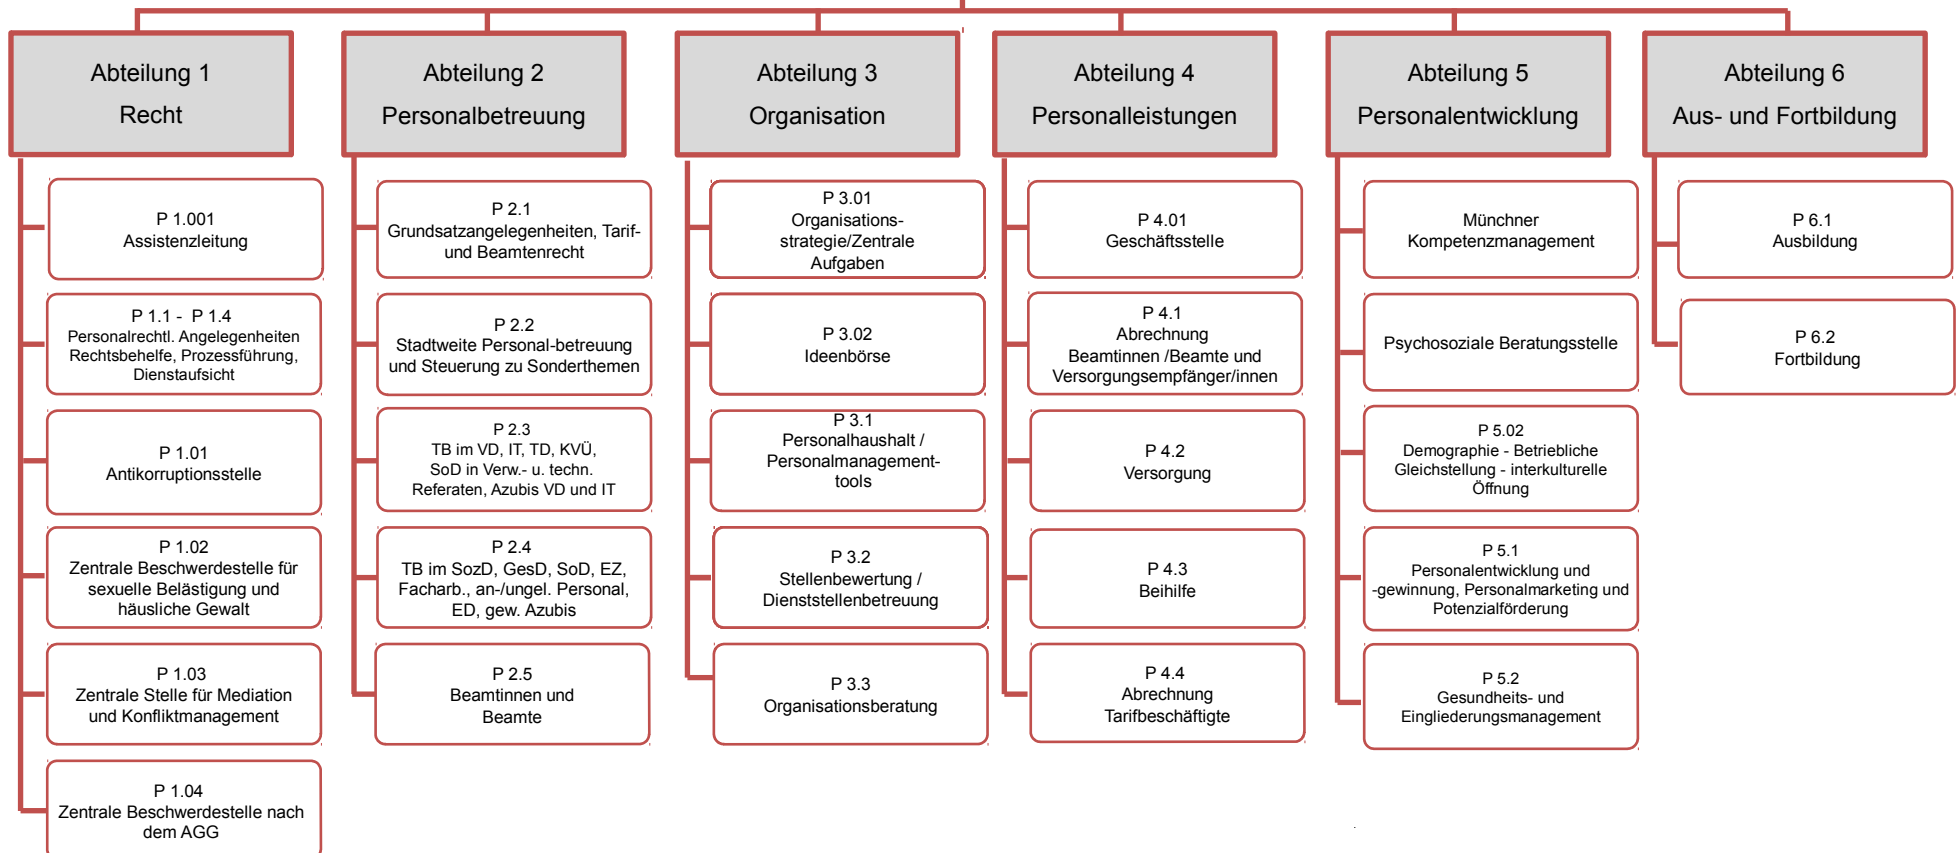 Abteilung 1
Recht
P 1.001
Assistenzleitung
P 1.1 - P 1.4
Personalrechtl. Angelegenheiten
Rechtsbehelfe, Prozessführung,
Dienstaufsicht
P 1.01
Antikorruptionsstelle
P 1.02
Zentrale Beschwerdestelle für
sexuelle Belästigung und
häusliche Gewalt
P 1.03
Zentrale Stelle für Mediation
und Konfliktmanagement
P 1.04
Zentrale Beschwerdestelle nach
dem AGG
Abteilung 2
Personalbetreuung
P 2.1
Grundsatzangelegenheiten, Tarif-
und Beamtenrecht
P 2.2
Stadtweite Personal-betreuung
und Steuerung zu Sonderthemen
P 2.3
TB im VD, IT, TD, KVÜ,
SoD in Verw.- u. techn.
Referaten, Azubis VD und IT
P 2.4
TB im SozD, GesD, SoD, EZ,
Facharb., an-/ungel. Personal,
ED, gew. Azubis
P 2.5
Beamtinnen und
Beamte
Abteilung 3
Organisation
P 3.01
Organisations-
strategie/Zentrale
Aufgaben
P 3.02
Ideenbörse
P 3.1
Personalhaushalt /
Personalmanagement-
tools
P 3.2
Stellenbewertung /
Dienststellenbetreuung
P 3.3
Organisationsberatung
Abteilung 4
Personalleistungen
P 4.01
Geschäftsstelle
P 4.1
Abrechnung
Beamtinnen /Beamte und
Versorgungsempfänger/innen
P 4.2
Versorgung
P 4.3
Beihilfe
P 4.4
Abrechnung
Tarifbeschäftigte
Abteilung 5
Personalentwicklung
Münchner
Kompetenzmanagement
Psychosoziale Beratungsstelle
P 5.02
Demographie - Betriebliche
Gleichstellung - interkulturelle
Öffnung
P 5.1
Personalentwicklung und
-gewinnung, Personalmarketing und
Potenzialförderung
P 5.2
Gesundheits- und
Eingliederungsmanagement
Abteilung 6
Aus- und Fortbildung
P 6.1
Ausbildung
P 6.2
Fortbildung